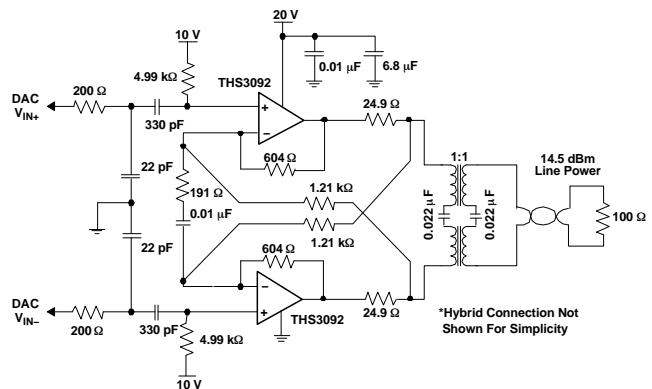 20 V
10 V
0.01 μF
6.8 μF
THS3092
4.99 kΩ
DAC
VIN+
200 Ω
24.9 Ω
330 pF
+
−
604 Ω
1:1
14.5 dBm
Line Power
22 pF
191 Ω
1.21 kΩ
0.01 μF
0.022 μF
0.022 μF
100 Ω
1.21 kΩ
22 pF
604 Ω
−
+
24.9 Ω
DAC
VIN−
200 Ω
330 pF
THS3092
4.99 kΩ
*Hybrid Connection Not
Shown For Simplicity
10 V